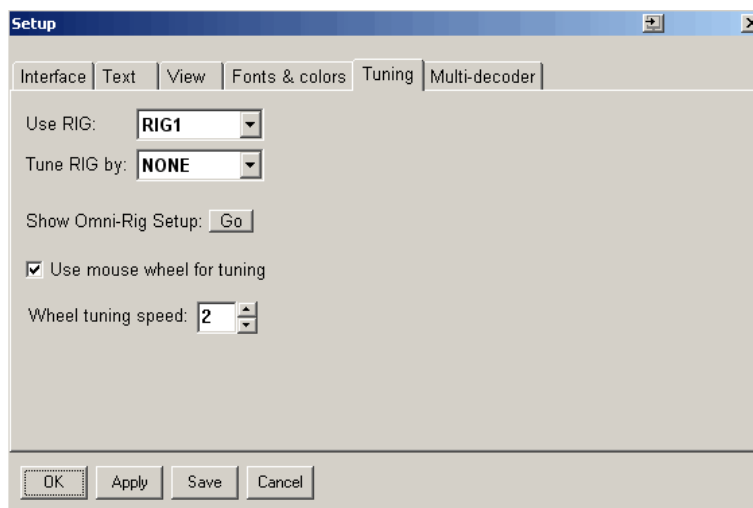 Setup
Interface Text View Fonts & colors Tuning Multi-decoder
Use RIG: RIG1
Tune RIG by: NONE
Show Omni-Rig Setup: Go
Use mouse wheel for tuning
Wheel tuning speed: 2
OK Apply Save Cancel